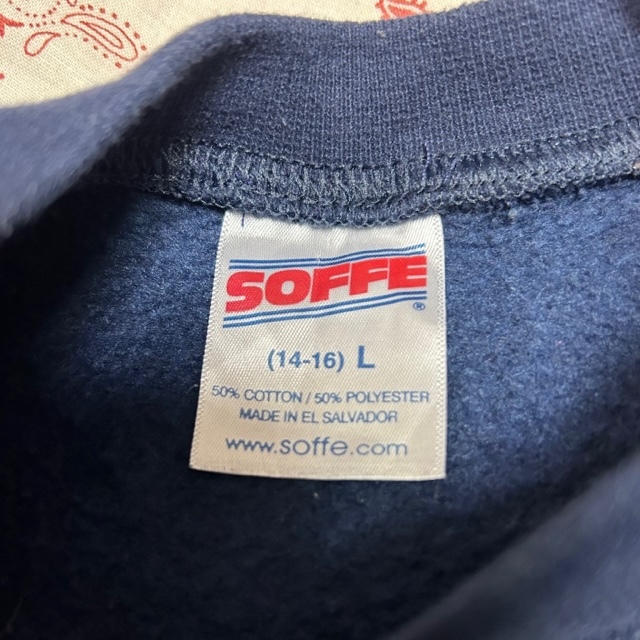 SOFFE®
(14-16) L
50% COTTON / 50% POLYESTER
MADE IN EL SALVADOR
www.soffe.com